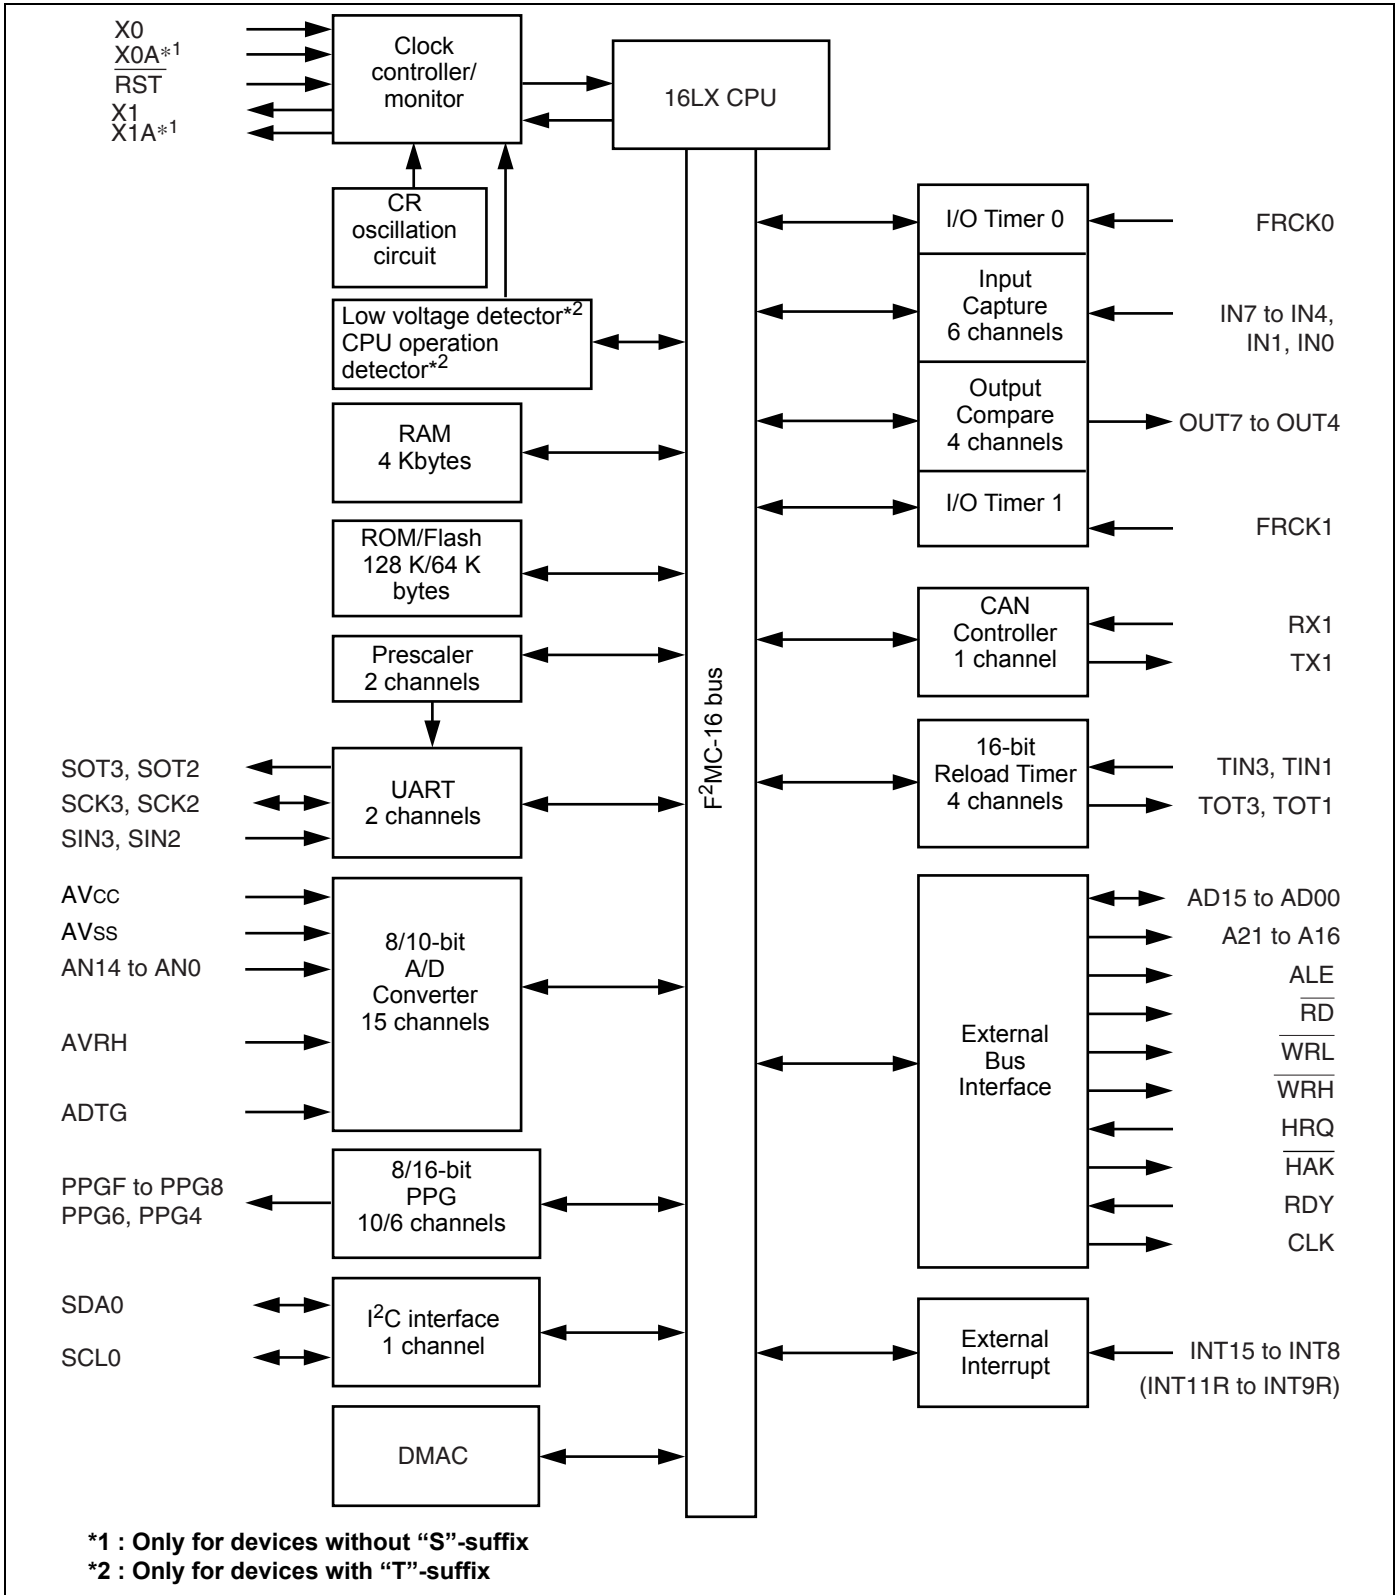 X0
X0A*1
RST
X1
X1A*1
Clock
controller/
monitor
16LX CPU
CR
oscillation
circuit
Low voltage detector*2
CPU operation
detector*2
RAM
4 Kbytes
ROM/Flash
128 K/64 K
bytes
Prescaler
2 channels
SOT3, SOT2
SCK3, SCK2
SIN3, SIN2
UART
2 channels
AVCC
AVSS
AN14 to AN0
AVRH
ADTG
8/10-bit
A/D
Converter
15 channels
PPGF to PPG8
PPG6, PPG4
8/16-bit
PPG
10/6 channels
SDA0
SCL0
I2C interface
1 channel
DMAC
F2MC-16 bus
I/O Timer 0
FRCK0
Input
Capture
6 channels
IN7 to IN4,
IN1, IN0
Output
Compare
4 channels
OUT7 to OUT4
I/O Timer 1
FRCK1
CAN
Controller
1 channel
RX1
TX1
16-bit
Reload Timer
4 channels
TIN3, TIN1
TOT3, TOT1
External
Bus
Interface
AD15 to AD00
A21 to A16
ALE
RD
WRL
WRH
HRQ
HAK
RDY
CLK
External
Interrupt
INT15 to INT8
(INT11R to INT9R)
*1 : Only for devices without “S”-suffix
*2 : Only for devices with “T”-suffix